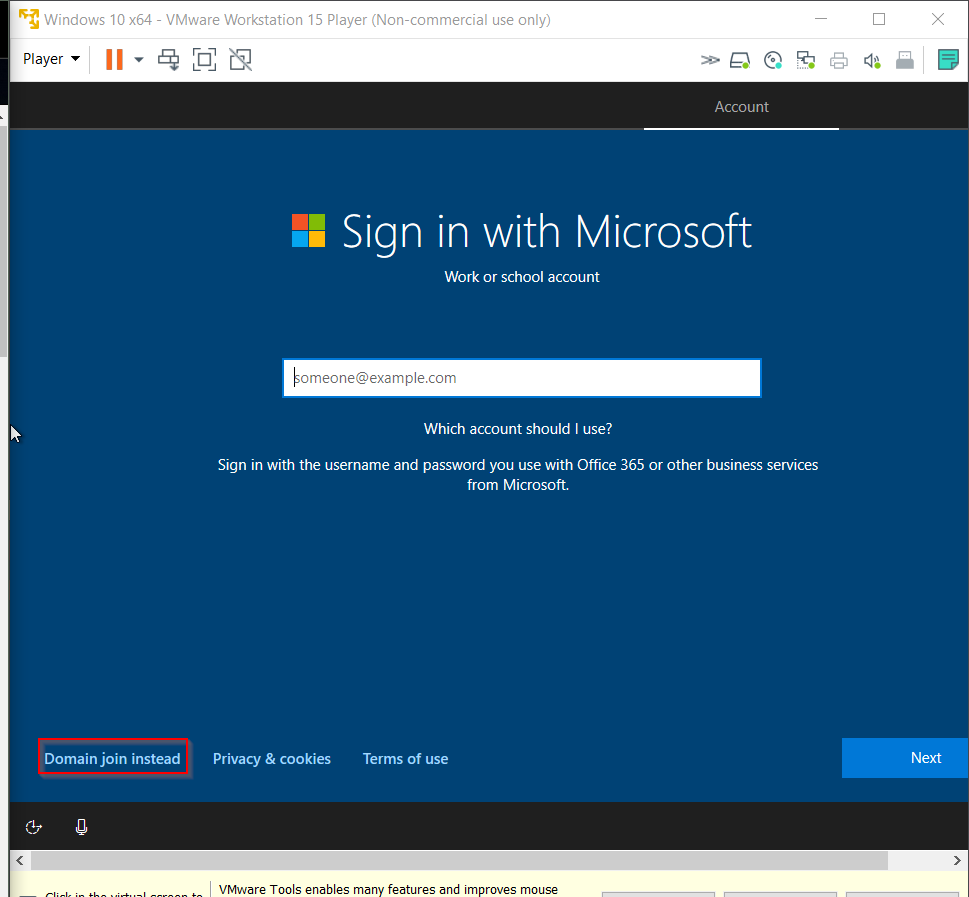 Windows 10 x64 - VMware Workstation 15 Player (Non-commercial use only)
Player
Account
Sign in with Microsoft
Work or school account
someone@example.com
Which account should I use?
Sign in with the username and password you use with Office 365 or other business services
from Microsoft.
Domain join instead
Privacy & cookies
Terms of use
Next
Click in the virtual screen to
VMware Tools enables many features and improves mouse